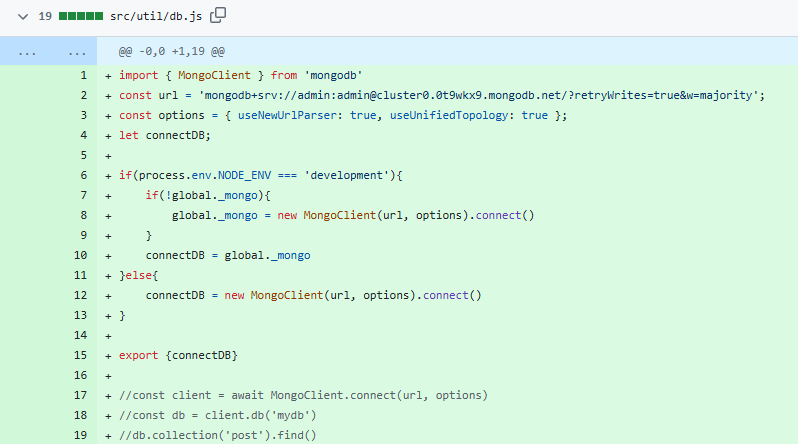 19 src/util/db.js
... ... @@ -0,0 +1,19 @@
1 + import { MongoClient } from 'mongodb'
2 + const url = 'mongodb+srv://admin:admin@cluster0.0t9wkx9.mongodb.net/?retryWrites=true&w=majority';
3 + const options = { useNewUrlParser: true, useUnifiedTopology: true };
4 + let connectDB;
5 +
6 + if(process.env.NODE_ENV === 'development'){
7 +     if(!global._mongo){
8 +         global._mongo = new MongoClient(url, options).connect()
9 +     }
10 +     connectDB = global._mongo
11 + }else{
12 +     connectDB = new MongoClient(url, options).connect()
13 + }
14 +
15 + export {connectDB}
16 +
17 + //const client = await MongoClient.connect(url, options)
18 + //const db = client.db('mydb')
19 + //db.collection('post').find()